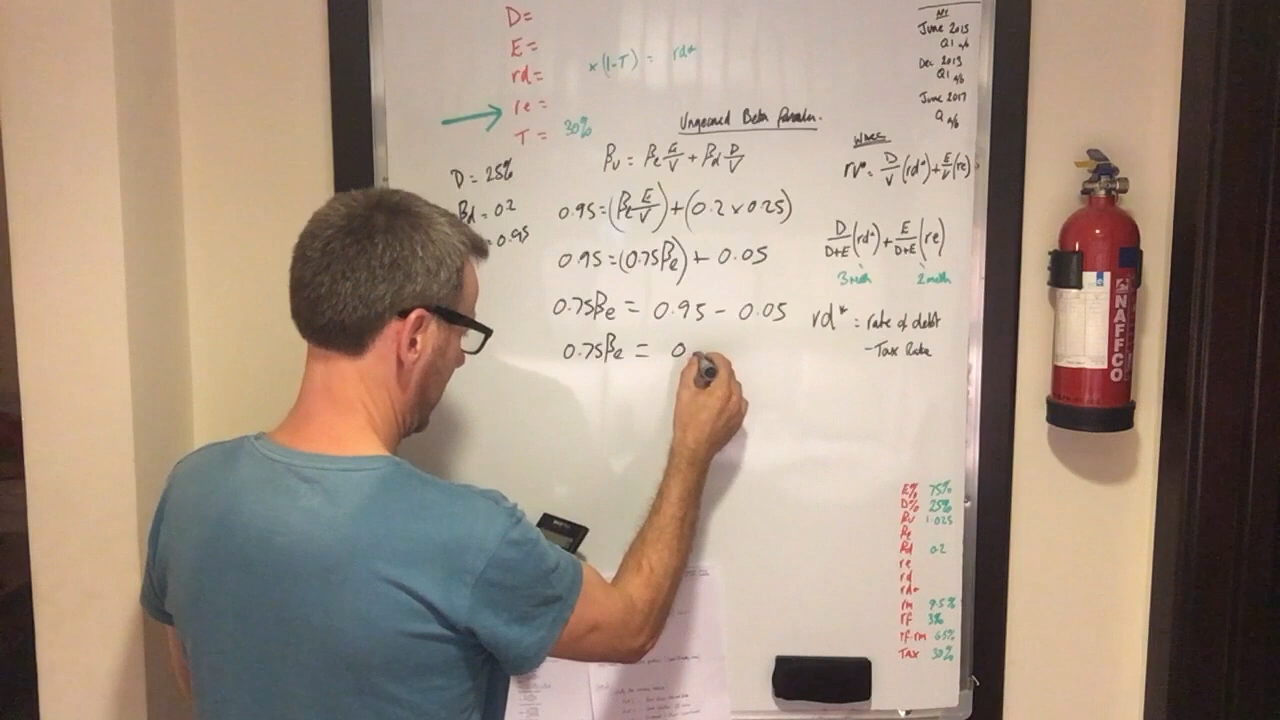 D=
E=
rd=
re=
T= 30%
×(1-T) = rd*
D = 25%
βd = 0.2
= 0.95
Ungeared Beta
βu = βe E/V + βd D/V
0.95=(βe E/V)+(0.2 x 0.25)
0.95=(0.75βe)+ 0.05
0.75βe = 0.95 - 0.05
0.75βe = 0
June 2015
Q1 a/b
Dec 2013
Q1 a/b
June 2017
Q a/b
WACC
rv*= D/V (rd*)+ E/V (re)
D/D+E (rd*)+ E/D+E (re)
rd* = rate of debt
- Tax Rate
E% 75%
D% 25%
βu 1.025
βe
βd 0.2
re
rd
rd*
rm 9.5%
rf 3%
rf-rm 6.5%
Tax 30%
NAFFCO